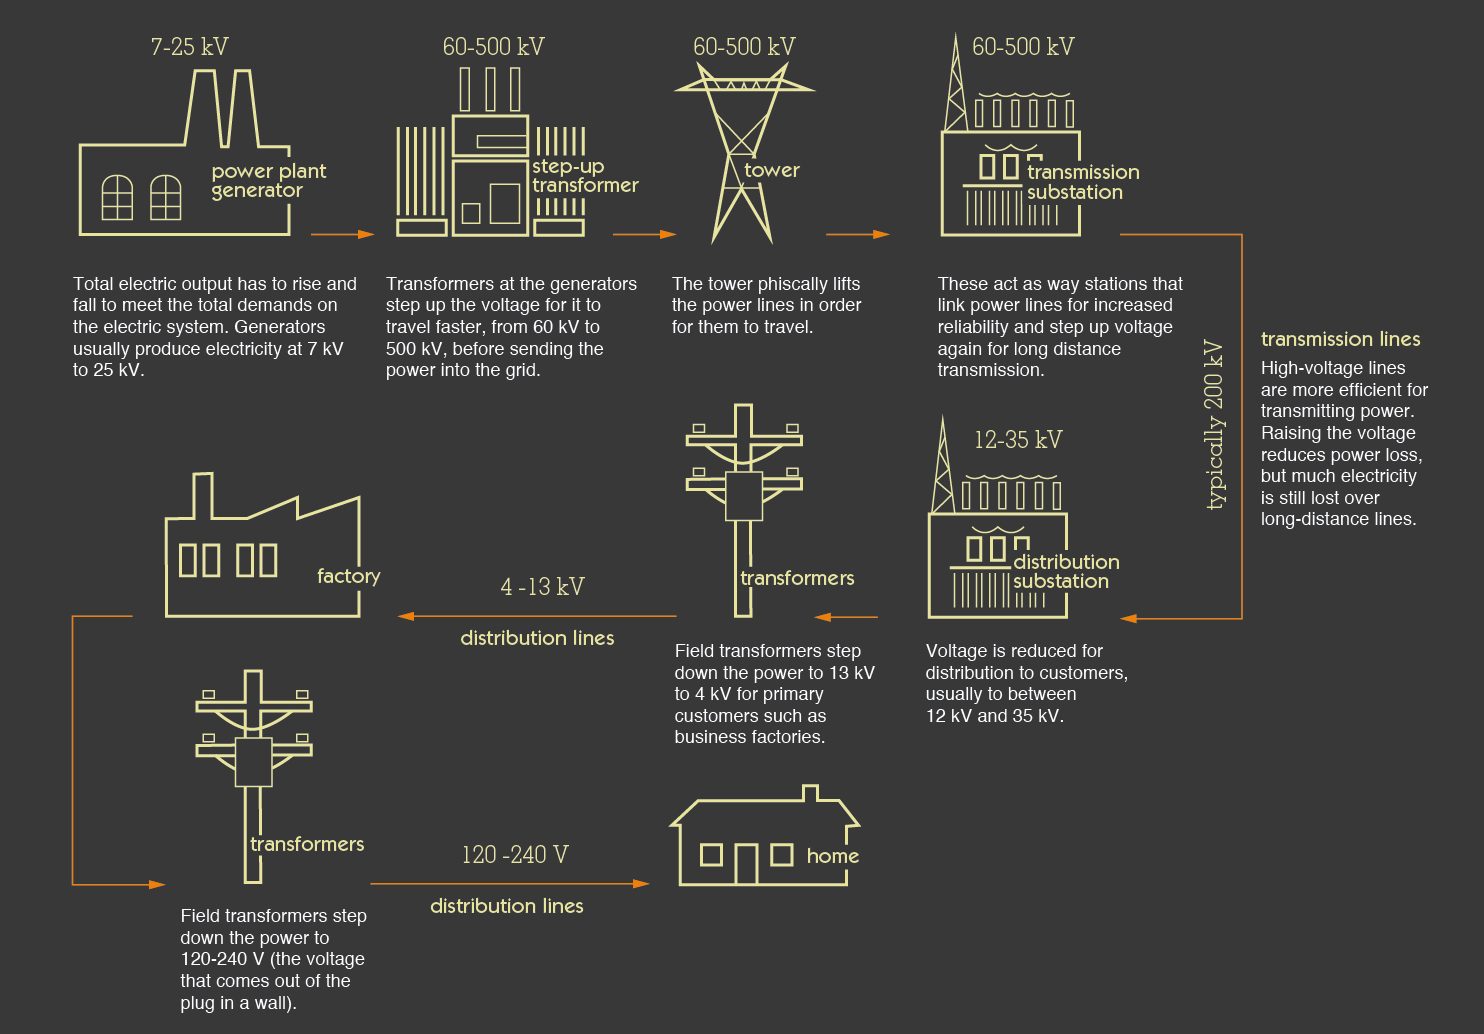 7-25 kV
power plant
generator
Total electric output has to rise and
fall to meet the total demands on
the electric system. Generators
usually produce electricity at 7 kV
to 25 kV.
60-500 kV
step-up
transformer
Transformers at the generators
step up the voltage for it to
travel faster, from 60 kV to
500 kV, before sending the
power into the grid.
60-500 kV
tower
The tower phiscally lifts
the power lines in order
for them to travel.
60-500 kV
transmission
substation
These act as way stations that
link power lines for increased
reliability and step up voltage
again for long distance
transmission.
typically 200 kV
transmission lines
High-voltage lines
are more efficient for
transmitting power.
Raising the voltage
reduces power loss,
but much electricity
is still lost over
long-distance lines.
12-35 kV
distribution
substation
Voltage is reduced for
distribution to customers,
usually to between
12 kV and 35 kV.
transformers
Field transformers step
down the power to 13 kV
to 4 kV for primary
customers such as
business factories.
4 -13 kV
distribution lines
factory
transformers
Field transformers step
down the power to
120-240 V (the voltage
that comes out of the
plug in a wall).
120 -240 V
distribution lines
home